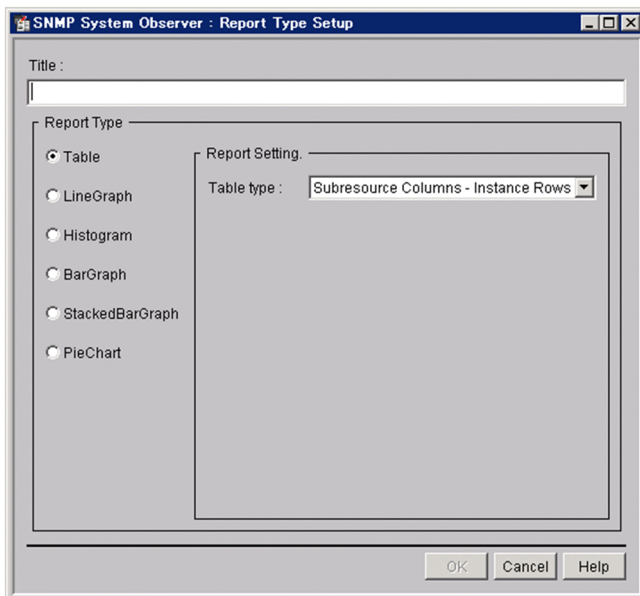 SNMP System Observer : Report Type Setup
Title :
Report Type
Table
LineGraph
Histogram
BarGraph
StackedBarGraph
PieChart
Report Setting.
Table type :
Subresource Columns - Instance Rows
OK
Cancel
Help